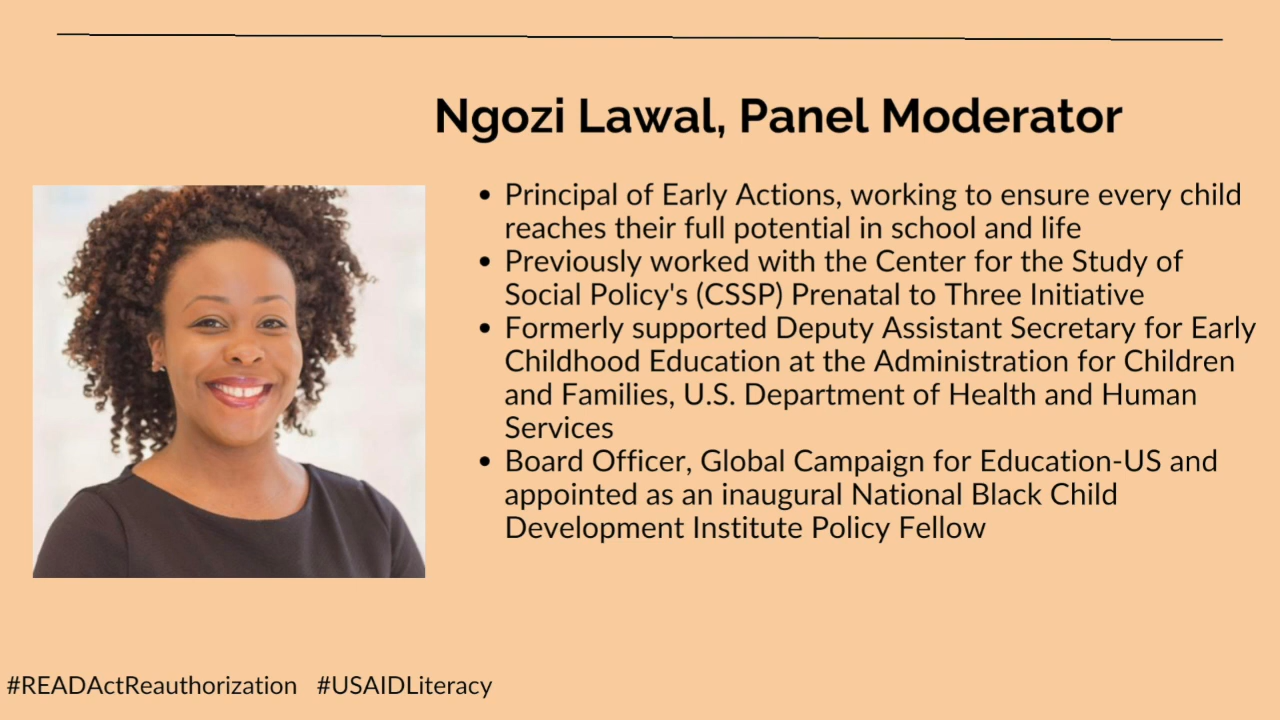 Ngozi Lawal, Panel Moderator
• Principal of Early Actions, working to ensure every child
reaches their full potential in school and life
• Previously worked with the Center for the Study of
Social Policy's (CSSP) Prenatal to Three Initiative
• Formerly supported Deputy Assistant Secretary for Early
Childhood Education at the Administration for Children
and Families, U.S. Department of Health and Human
Services
• Board Officer, Global Campaign for Education-US and
appointed as an inaugural National Black Child
Development Institute Policy Fellow
#READActReauthorization #USAIDLiteracy